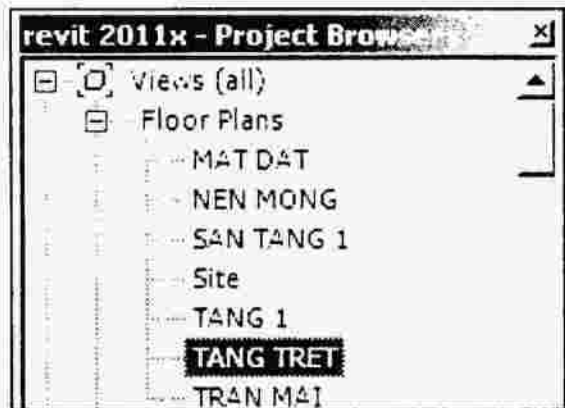 revit 2011x - Project Browser
Views (all)
Floor Plans
MAT DAT
NEN MONG
SAN TANG 1
Site
TANG 1
TANG TRET
TRAN MAI